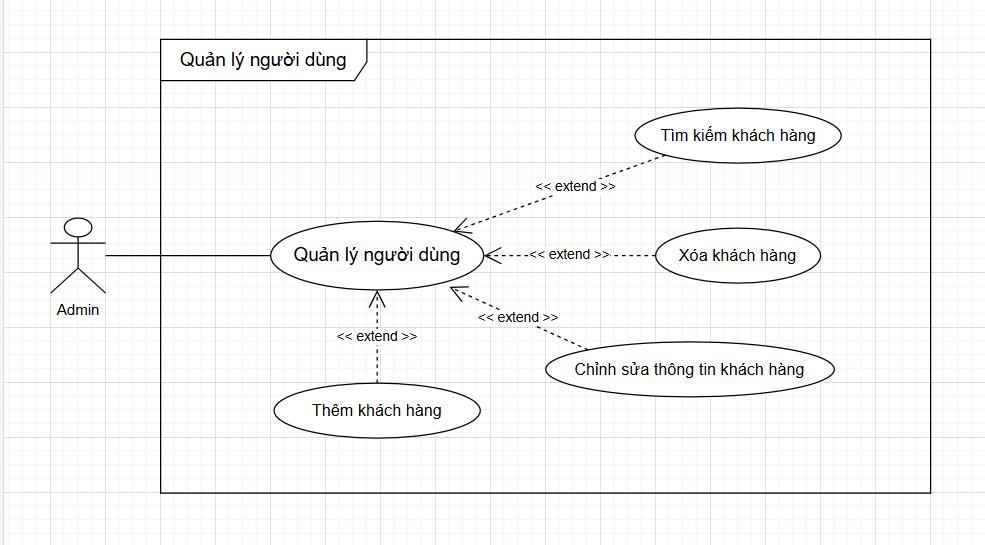 Quản lý người dùng
Tìm kiếm khách hàng
<< extend >>
Quản lý người dùng
<< extend >>
Xóa khách hàng
Admin
<< extend >>
<< extend >>
Chỉnh sửa thông tin khách hàng
Thêm khách hàng